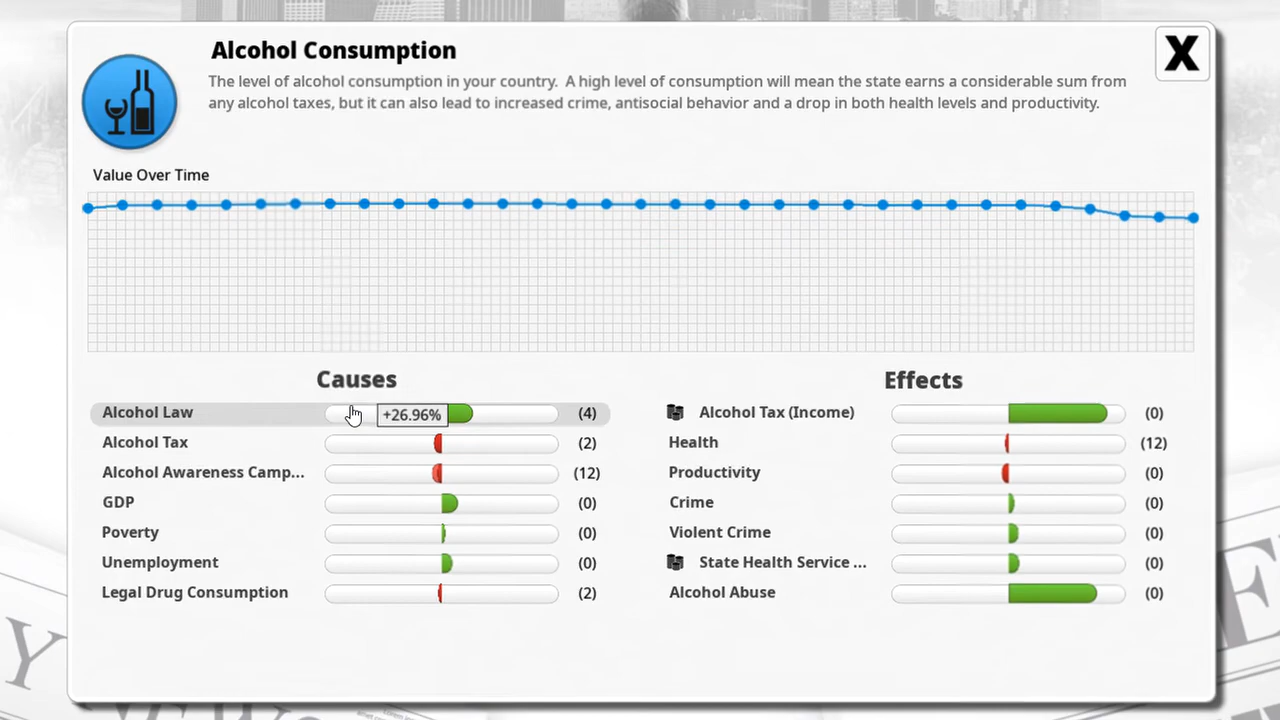 Alcohol Consumption
X
The level of alcohol consumption in your country. A high level of consumption will mean the state earns a considerable sum from
any alcohol taxes, but it can also lead to increased crime, antisocial behavior and a drop in both health levels and productivity.
Value Over Time
Causes
Alcohol Law +26.96% (4)
Alcohol Tax (2)
Alcohol Awareness Camp... (12)
GDP (0)
Poverty (0)
Unemployment (0)
Legal Drug Consumption (2)
Effects
Alcohol Tax (Income) (0)
Health (12)
Productivity (0)
Crime (0)
Violent Crime (0)
State Health Service ... (0)
Alcohol Abuse (0)